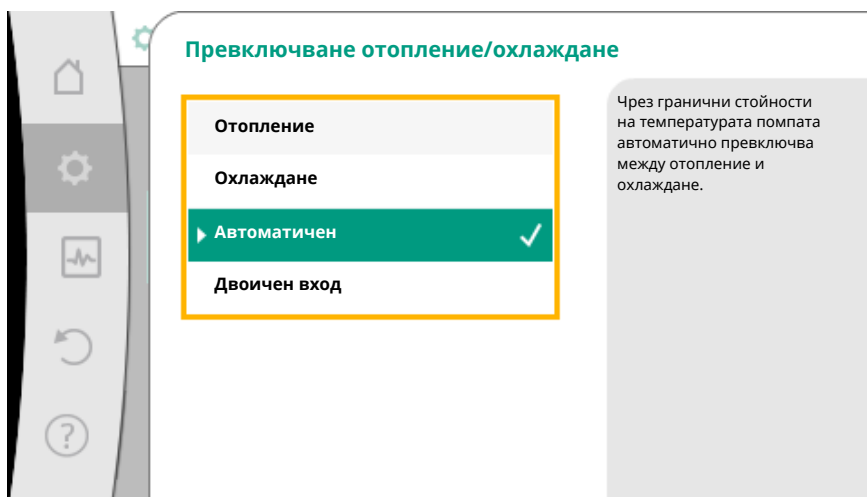 Превключване отопление/охлаждане
Отопление
Охлаждане
Автоматичен
Двоичен вход
Чрез гранични стойности
на температурата помпата
автоматично превключва
между отопление и
охлаждане.
?